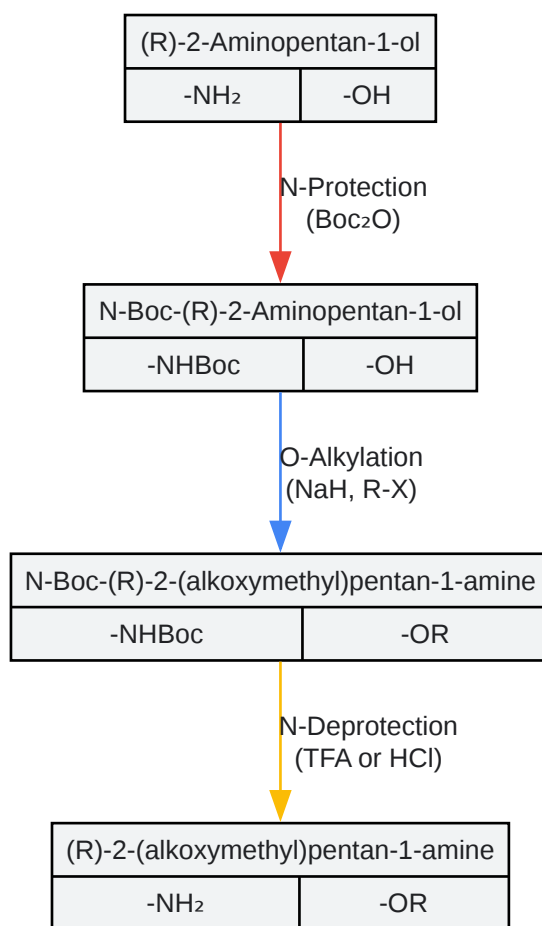 (R)-2-Aminopentan-1-ol
-NH₂ -OH
N-Protection
(Boc₂O)
N-Boc-(R)-2-Aminopentan-1-ol
-NHBoc -OH
O-Alkylation
(NaH, R-X)
N-Boc-(R)-2-(alkoxymethyl)pentan-1-amine
-NHBoc -OR
N-Deprotection
(TFA or HCl)
(R)-2-(alkoxymethyl)pentan-1-amine
-NH₂ -OR